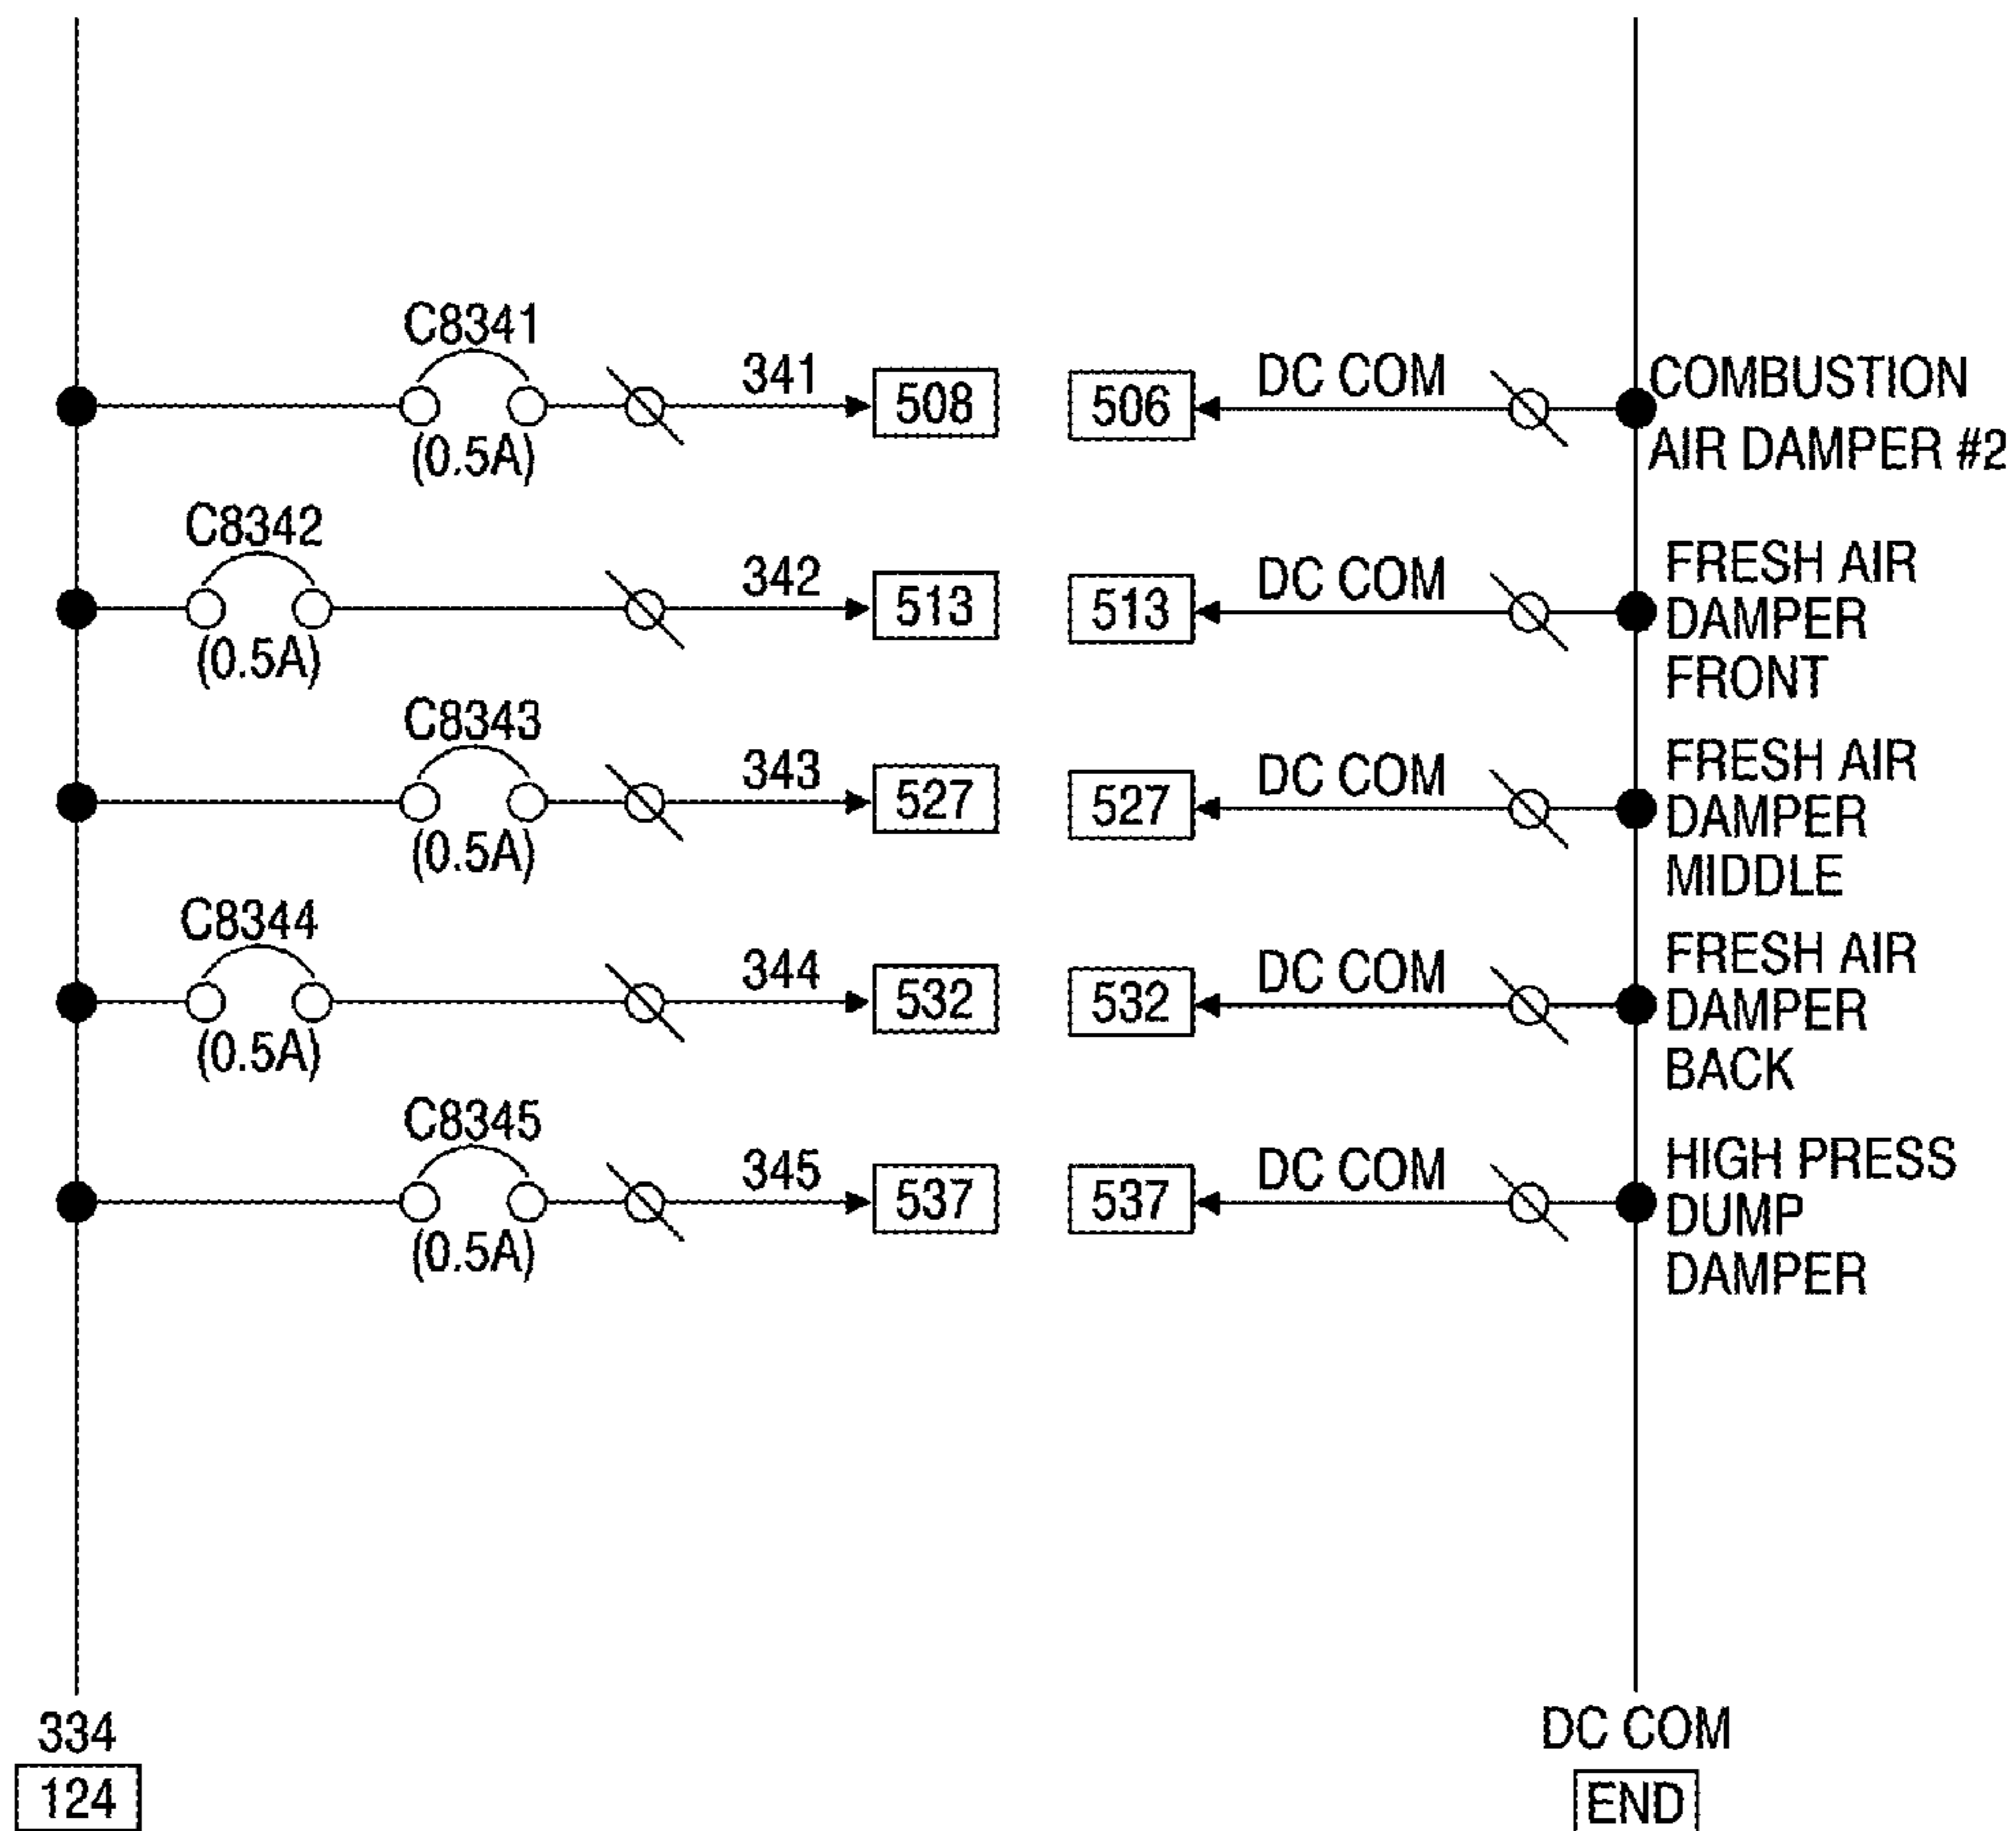 C8341
(0.5A)
341
508
506
DC COM
COMBUSTION
AIR DAMPER #2
C8342
(0.5A)
342
513
513
DC COM
FRESH AIR
DAMPER
FRONT
C8343
(0.5A)
343
527
527
DC COM
FRESH AIR
DAMPER
MIDDLE
C8344
(0.5A)
344
532
532
DC COM
FRESH AIR
DAMPER
BACK
C8345
(0.5A)
345
537
537
DC COM
HIGH PRESS
DUMP
DAMPER
334
124
DC COM
END